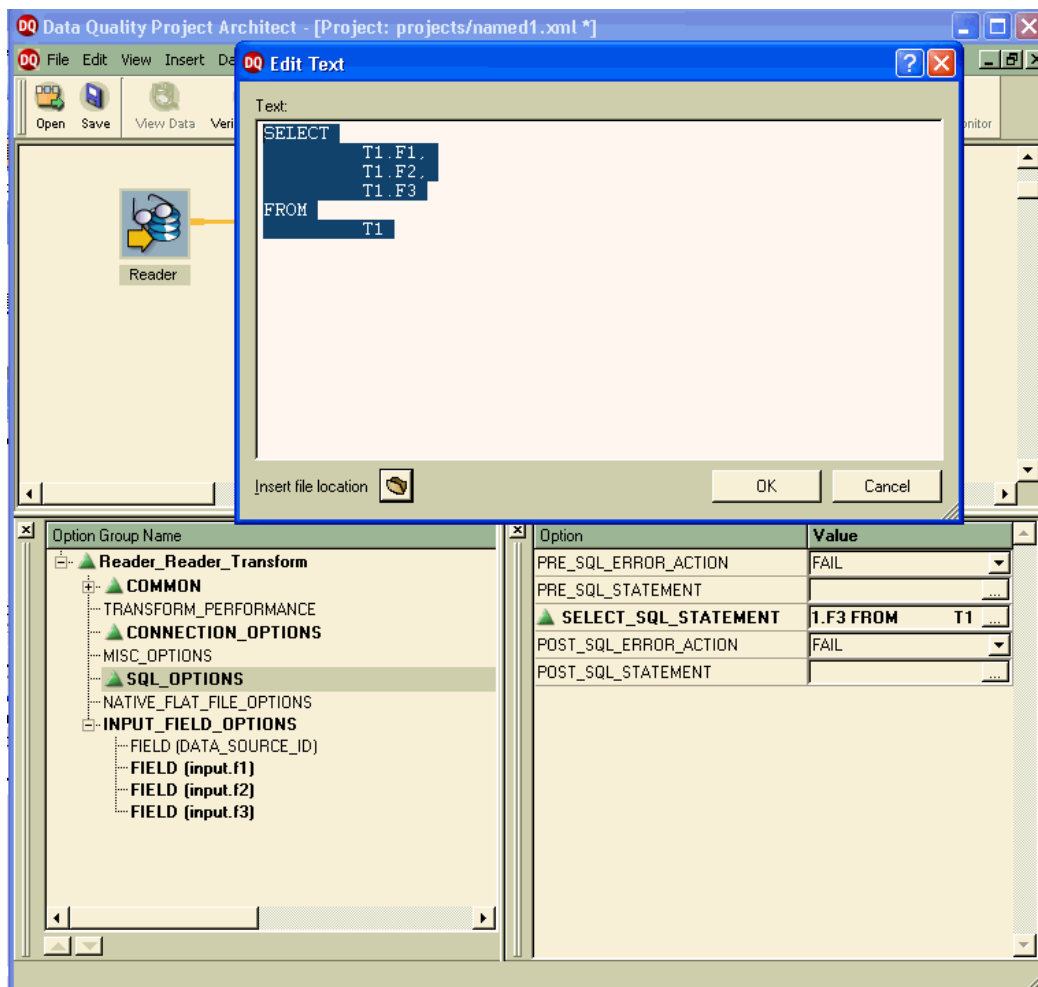 DQ Data Quality Project Architect - [Project: projects/named1.xml *]
DQ File Edit View Insert Da
DQ Edit Text
Open Save View Data Veri
onitor
Text:
SELECT
T1.F1,
T1.F2,
T1.F3
FROM
T1
Reader
Insert file location
OK Cancel
Option Group Name
Reader_Reader_Transform
COMMON
TRANSFORM_PERFORMANCE
CONNECTION_OPTIONS
MISC_OPTIONS
SQL_OPTIONS
NATIVE_FLAT_FILE_OPTIONS
INPUT_FIELD_OPTIONS
FIELD (DATA_SOURCE_ID)
FIELD (input.f1)
FIELD (input.f2)
FIELD (input.f3)
Option Value
PRE_SQL_ERROR_ACTION FAIL
PRE_SQL_STATEMENT ...
SELECT_SQL_STATEMENT 1.F3 FROM T1 ...
POST_SQL_ERROR_ACTION FAIL
POST_SQL_STATEMENT ...